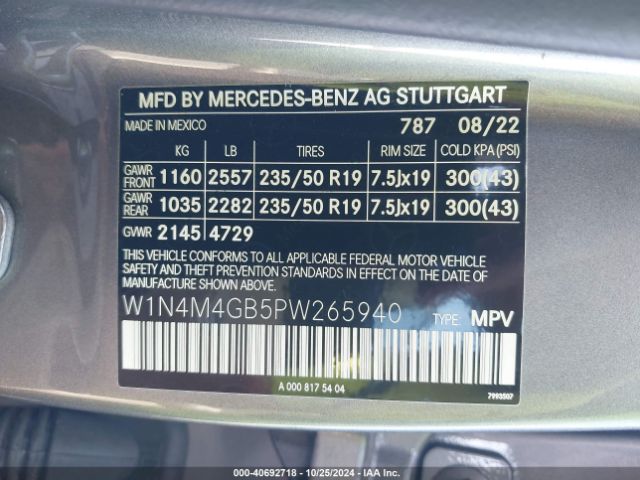 MFD BY MERCEDES-BENZ AG STUTTGART
MADE IN MEXICO 787 08/22
KG LB TIRES RIM SIZE COLD KPA (PSI)
GAWR FRONT 1160 2557 235/50 R19 7.5Jx19 300(43)
GAWR REAR 1035 2282 235/50 R19 7.5Jx19 300(43)
GVWR 2145 4729
THIS VEHICLE CONFORMS TO ALL APPLICABLE FEDERAL MOTOR VEHICLE
SAFETY, BUMPER, AND THEFT PREVENTION STANDARDS IN EFFECT ON THE DATE OF
MANUFACTURE SHOWN ABOVE.
W1N4M4GB5PW265940 TYPE: MPV
A 000 817 54 04
7993507
000-40692718 - 10/25/2024 - IAA Inc.